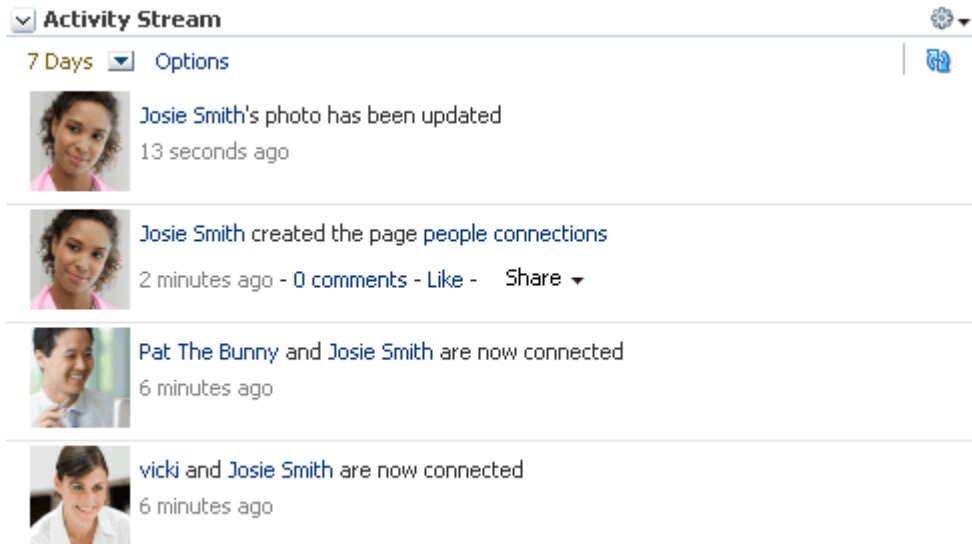 Activity Stream
7 Days Options
Josie Smith's photo has been updated
13 seconds ago
Josie Smith created the page people connections
2 minutes ago - 0 comments - Like - Share
Pat The Bunny and Josie Smith are now connected
6 minutes ago
vicki and Josie Smith are now connected
6 minutes ago